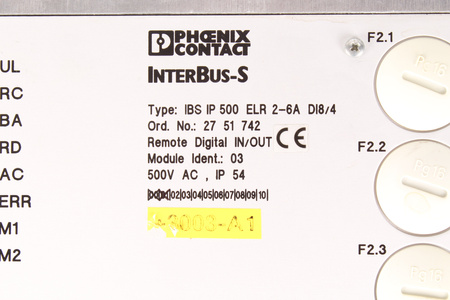 PHŒNIX
CONTACT
INTERBUS-S
Type: IBS IP 500 ELR 2-6A DI8/4
Ord. No.: 27 51 742
Remote Digital IN/OUT CE
Module Ident.: 03
500V AC , IP 54
02|03|04|05|06|07|08|09|10|
UL
RC
BA
RD
AC
ERR
M1
M2
F2.1
F2.2
F2.3